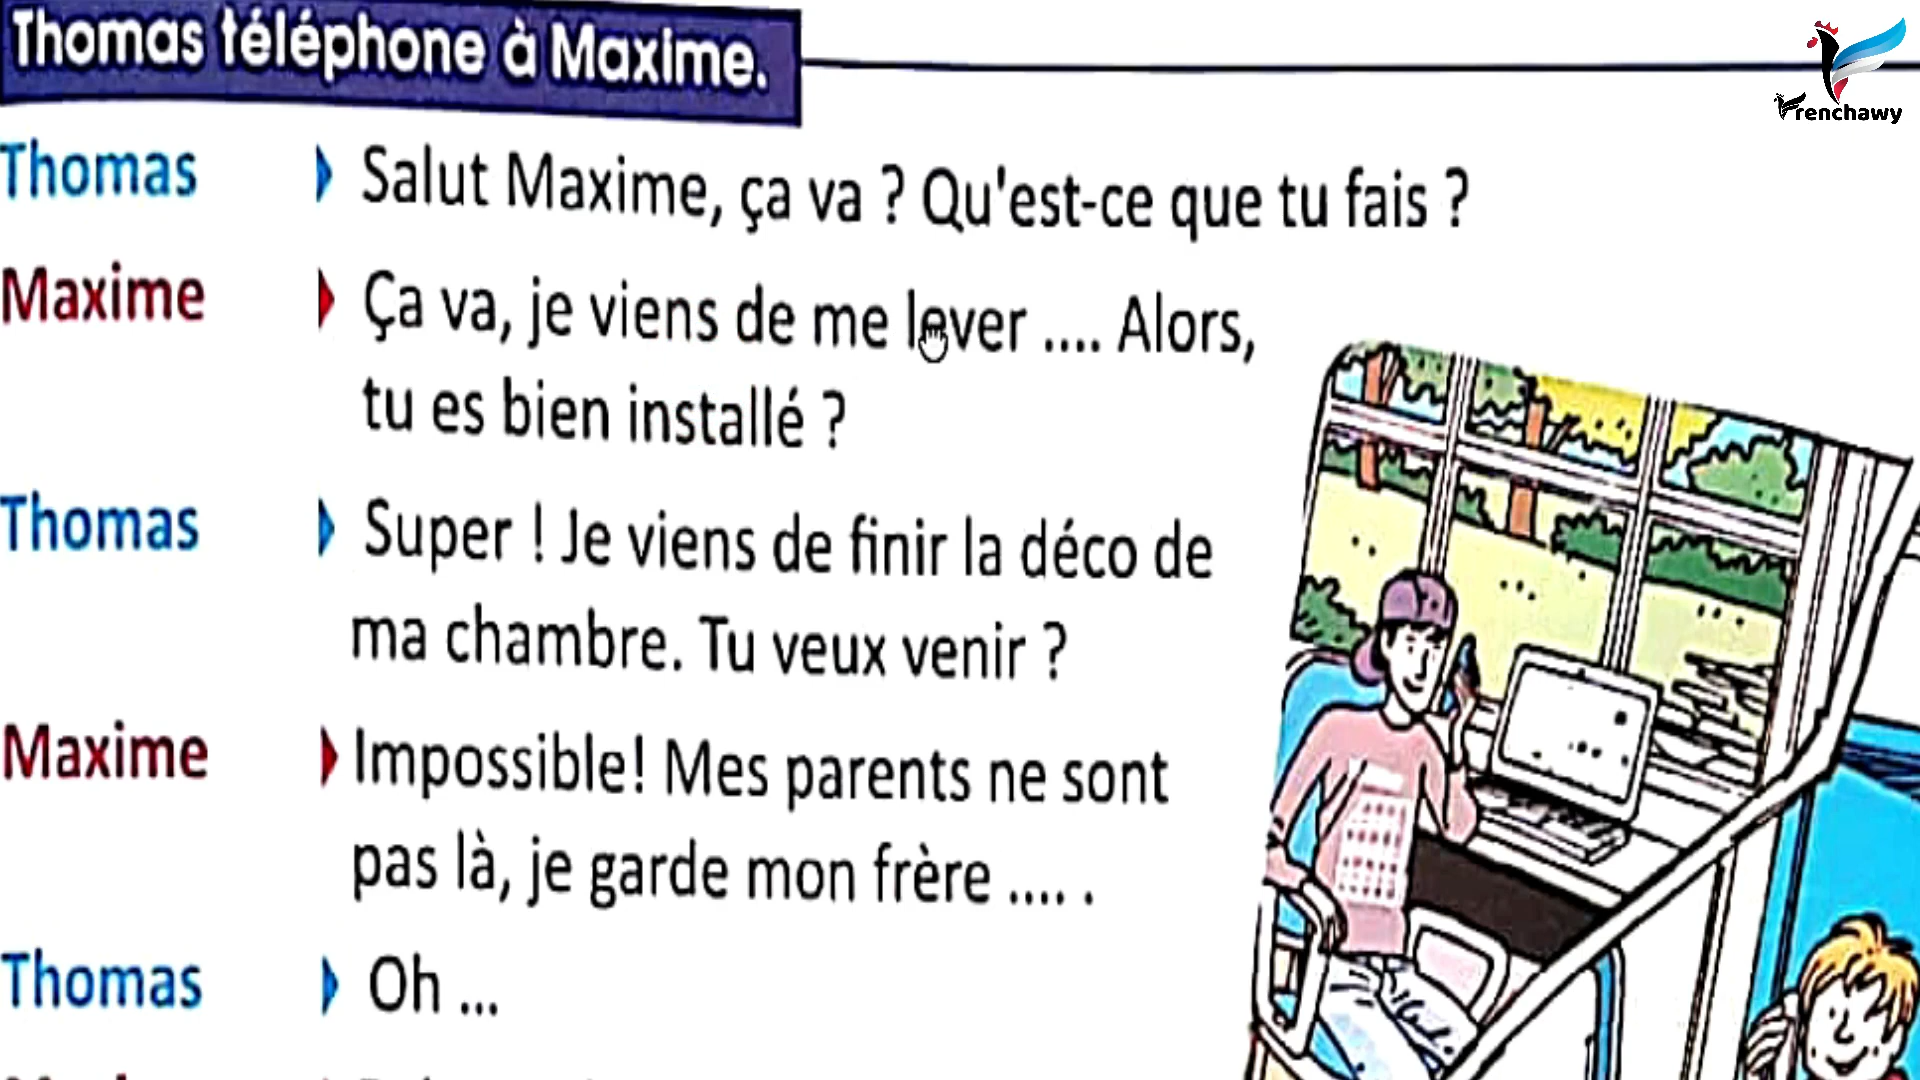 Thomas téléphone à Maxime.
renchawy
Thomas Salut Maxime, ça va ? Qu'est-ce que tu fais ?
Maxime Ça va, je viens de me lever .... Alors,
tu es bien installé ?
Thomas Super ! Je viens de finir la déco de
ma chambre. Tu veux venir ?
Maxime Impossible! Mes parents ne sont
pas là, je garde mon frère .... .
Thomas Oh ...